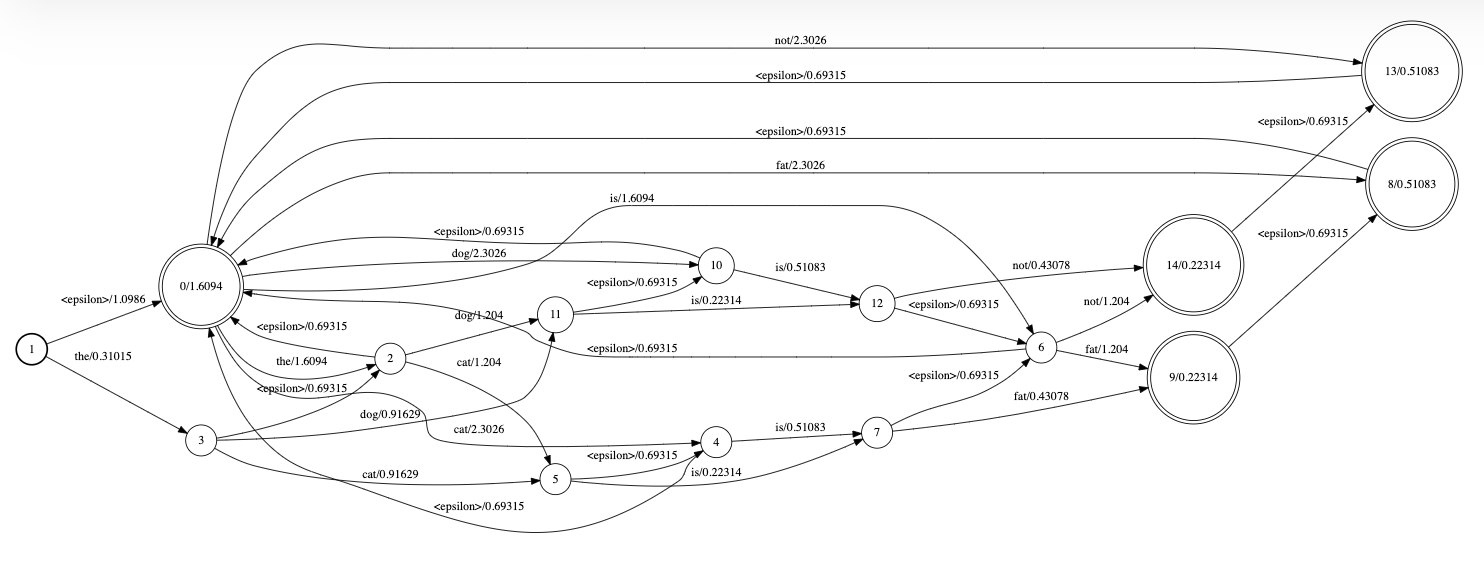 not/2.3026
13/0.51083
<epsilon>/0.69315
<epsilon>/0.69315
<epsilon>/0.69315
fat/2.3026
8/0.51083
is/1.6094
<epsilon>/0.69315
<epsilon>/0.69315
dog/2.3026
14/0.22314
10
is/0.51083
not/0.43078
0/1.6094
<epsilon>/0.69315
<epsilon>/1.0986
is/0.22314
12
<epsilon>/0.69315
not/1.204
dog/1.204
11
<epsilon>/0.69315
1
the/0.31015
the/1.6094
2
cat/1.204
<epsilon>/0.69315
6
fat/1.204
<epsilon>/0.69315
9/0.22314
<epsilon>/0.69315
fat/0.43078
dog/0.91629
cat/2.3026
is/0.51083
7
3
4
<epsilon>/0.69315
cat/0.91629
5
is/0.22314
<epsilon>/0.69315